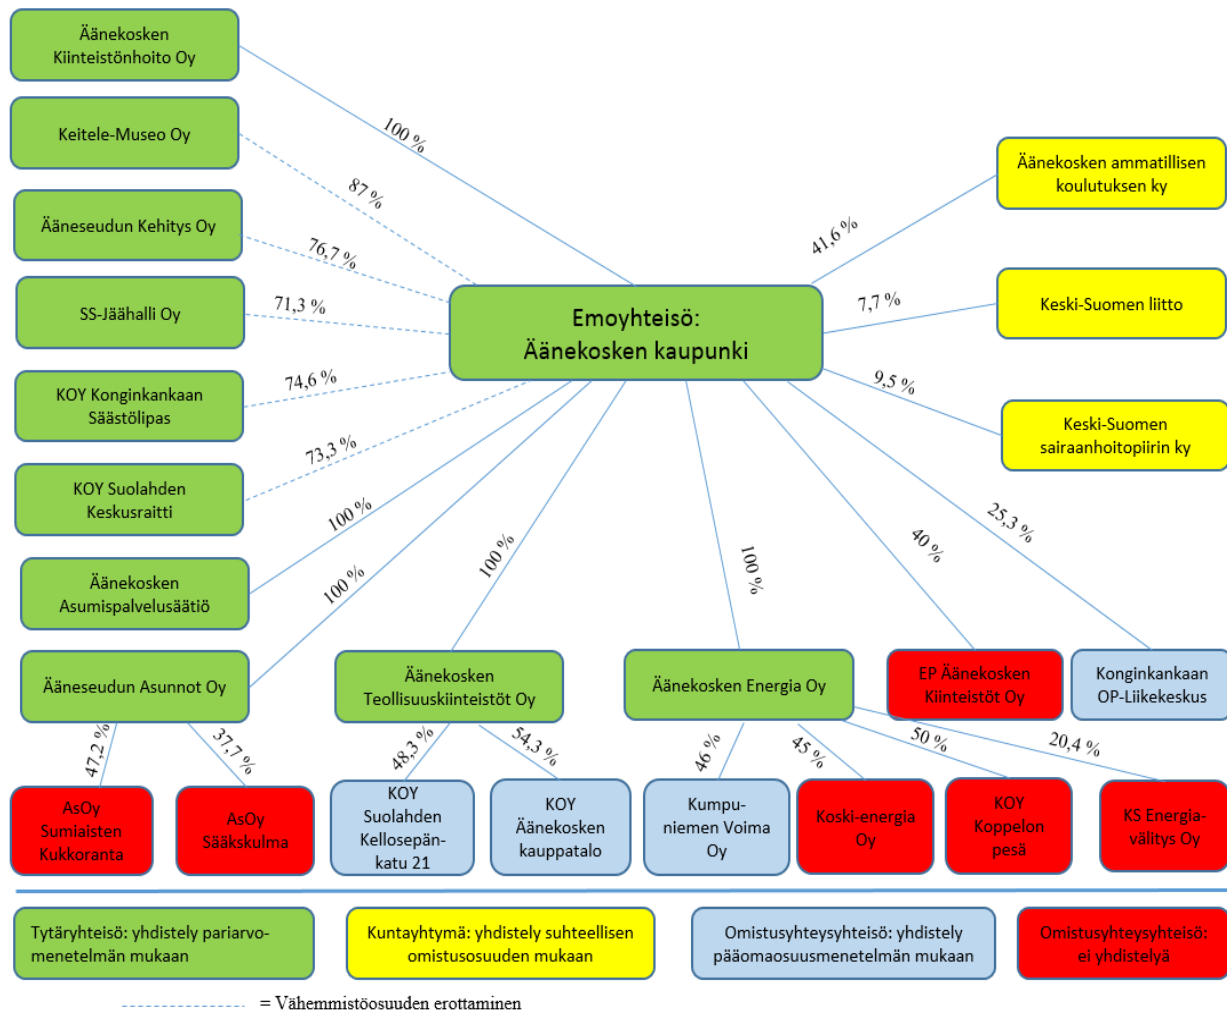 Äänekosken
Kiinteistönhoito Oy
100 %
Keitele-Museo Oy
87 %
Äänekosken ammatillisen
koulutuksen ky
41,6 %
Ääneseudun Kehitys Oy
76,7 %
SS-Jäähalli Oy
71,3 %
Emoyhteisö:
Äänekosken kaupunki
7,7 %
Keski-Suomen liitto
KOY Konginkankaan
Säästölipas
74,6 %
9,5 %
Keski-Suomen
sairaanhoitopiirin ky
KOY Suolahden
Keskusraitti
73,3 %
Äänekosken
Asumispalvelusäätiö
100 %
100 %
100 %
100 %
40 %
25,3 %
Ääneseudun Asunnot Oy
Äänekosken
Teollisuuskiinteistöt Oy
Äänekosken Energia Oy
EP Äänekosken
Kiinteistöt Oy
Konginkankaan
OP-Liikekeskus
47,2 %
37,7 %
48,3 %
54,3 %
46 %
45 %
50 %
20,4 %
AsOy
Sumiaisten
Kukkoranta
AsOy
Sääkskulma
KOY
Suolahden
Kellosepän-
katu 21
KOY
Äänekosken
kauppatalo
Kumpu-
niemen Voima
Oy
Koski-energia
Oy
KOY
Koppelon
pesä
KS Energia-
välitys Oy
Tytäryhteisö: yhdistely pariarvo-
menetelmän mukaan
Kuntayhtymä: yhdistely suhteellisen
omistusosuuden mukaan
Omistusyhteysyhteisö: yhdistely
pääomaosuusmenetelmän mukaan
Omistusyhteysyhteisö:
ei yhdistelyä
= Vähemmistöosuuden erottaminen